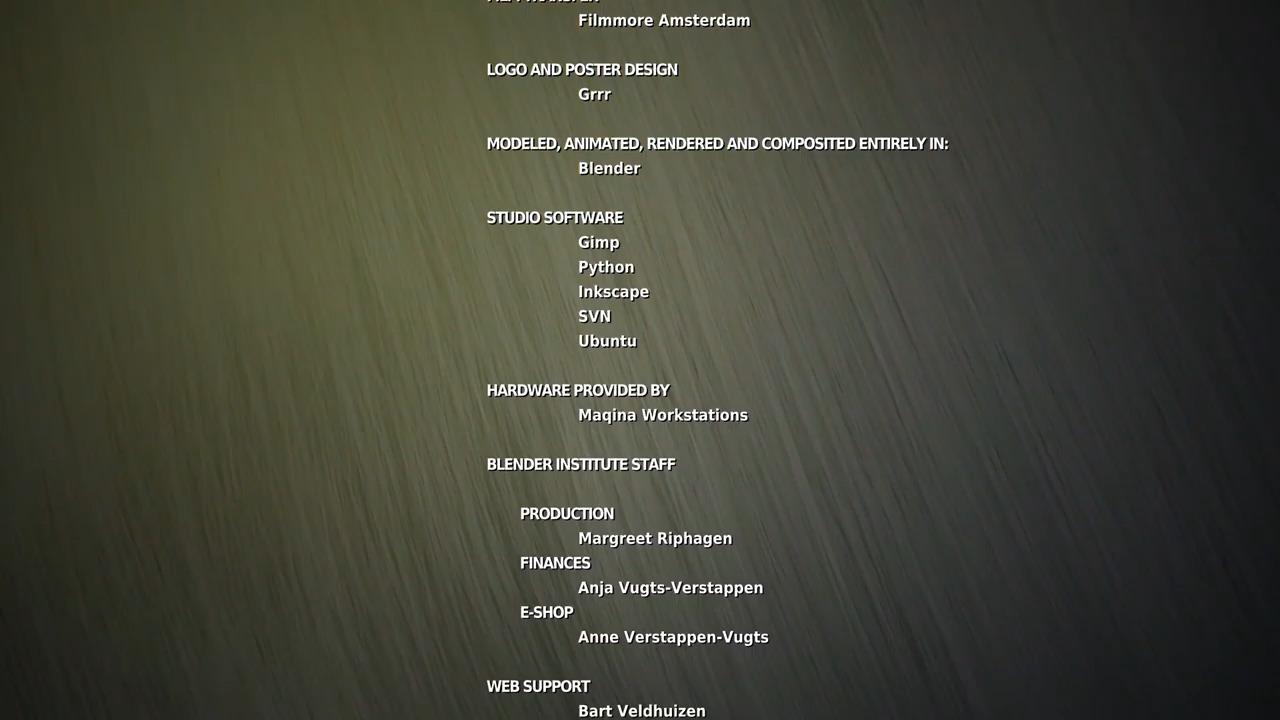 Filmmore Amsterdam
LOGO AND POSTER DESIGN
Grrr
MODELED, ANIMATED, RENDERED AND COMPOSITED ENTIRELY IN:
Blender
STUDIO SOFTWARE
Gimp
Python
Inkscape
SVN
Ubuntu
HARDWARE PROVIDED BY
Maqina Workstations
BLENDER INSTITUTE STAFF
PRODUCTION
Margreet Riphagen
FINANCES
Anja Vugts-Verstappen
E-SHOP
Anne Verstappen-Vugts
WEB SUPPORT
Bart Veldhuizen